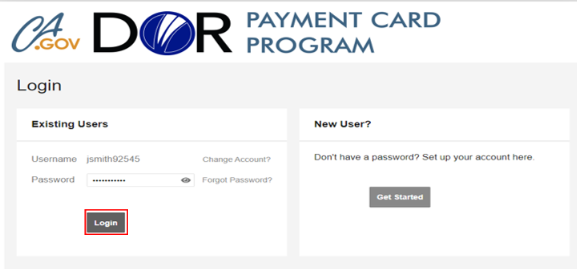 CA.GOV DOR PAYMENT CARD
PROGRAM
Login
Existing Users
Username jsmith92545 Change Account?
Password ••••••••••• Forgot Password?
Login
New User?
Don't have a password? Set up your account here.
Get Started